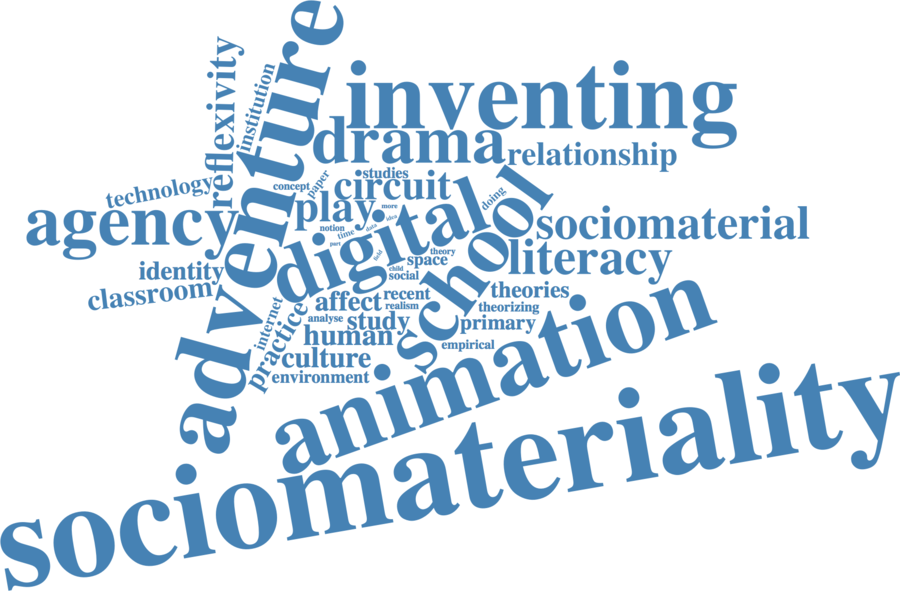 adventure
reflexivity
institution
inventing
drama
relationship
technology
concept
paper
studies
circuit
agency
play
more
idea
doing
notion
time
data
part
digital
school
sociomaterial
field
theory
space
literacy
identity
child
social
classroom
affect
recent
theories
realism
theorizing
internet
practice
analyse
study
primary
human
empirical
culture
environment
animation
sociomateriality